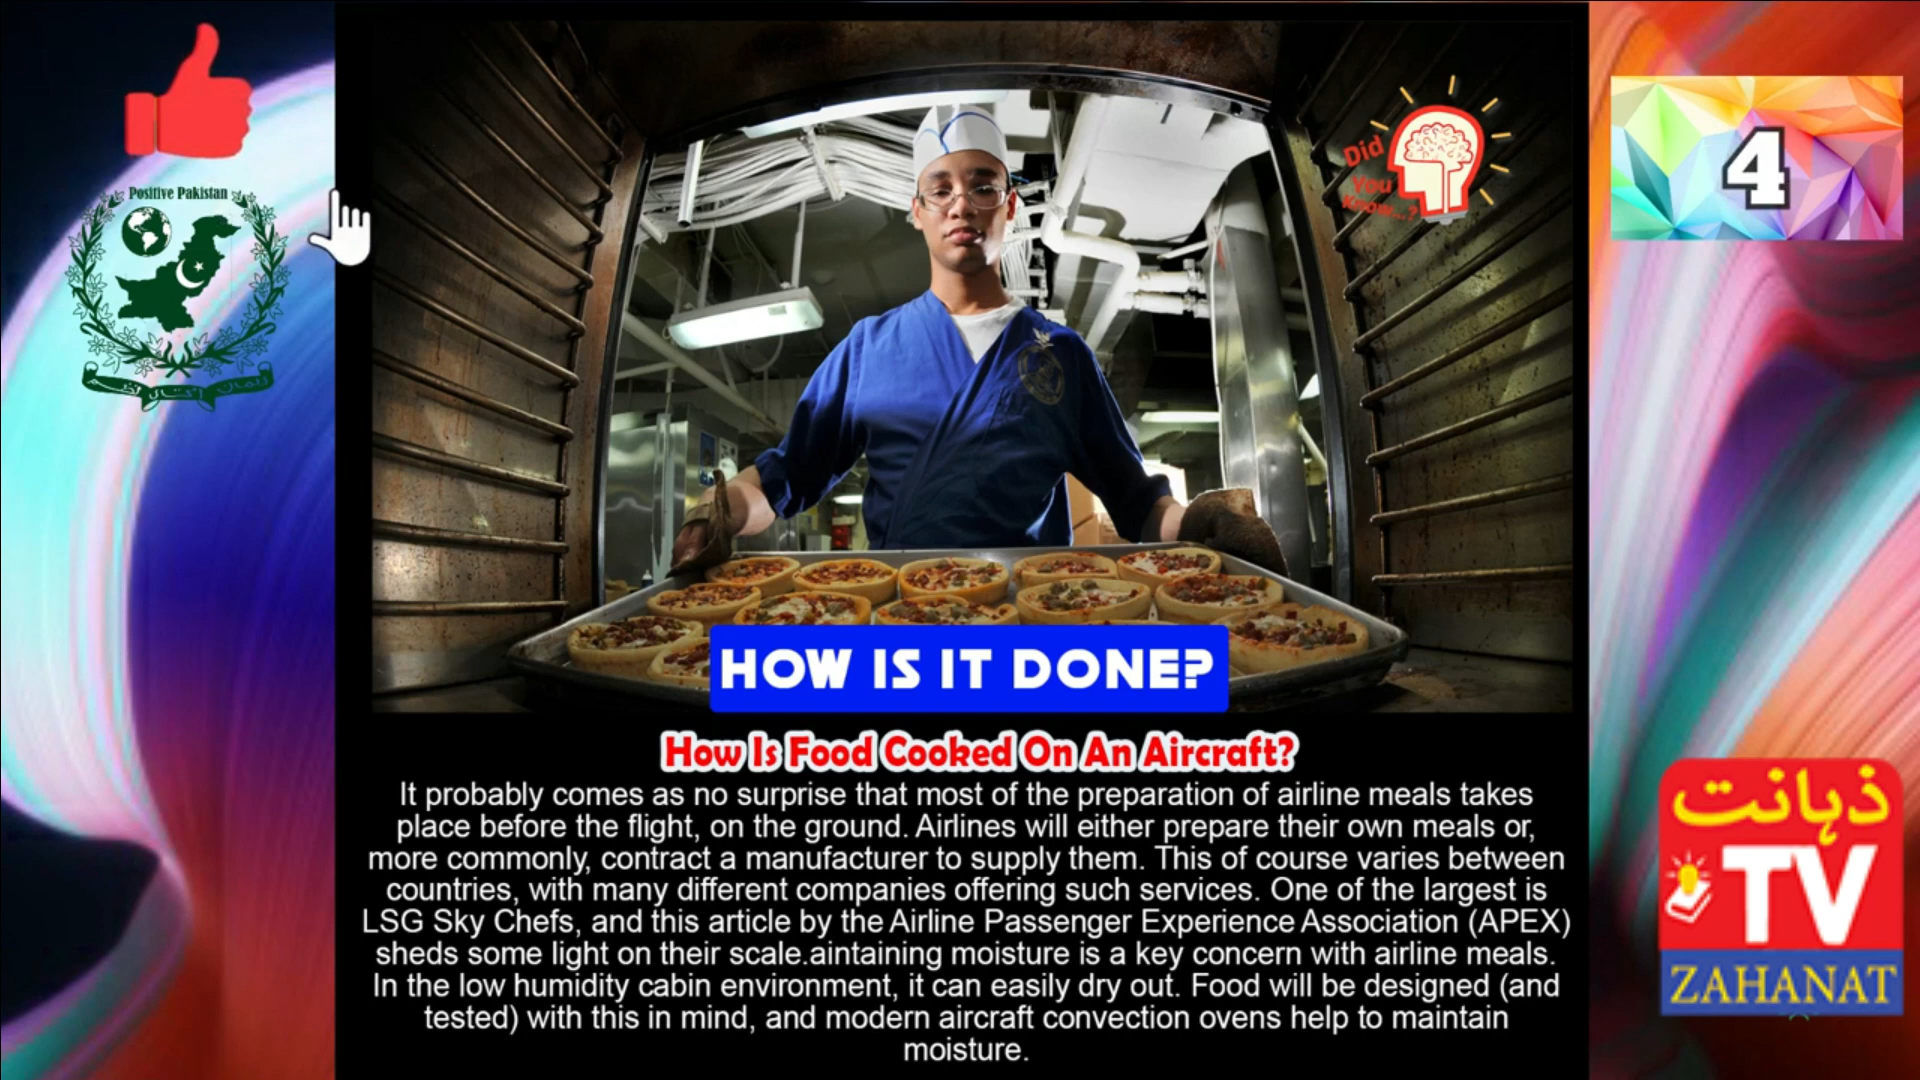 Positive Pakistan
ایمان اتحاد نظم
Did
You
Know...?
4
HOW IS IT DONE?
How Is Food Cooked On An Aircraft?
It probably comes as no surprise that most of the preparation of airline meals takes
place before the flight, on the ground. Airlines will either prepare their own meals or,
more commonly, contract a manufacturer to supply them. This of course varies between
countries, with many different companies offering such services. One of the largest is
LSG Sky Chefs, and this article by the Airline Passenger Experience Association (APEX)
sheds some light on their scale.aintaining moisture is a key concern with airline meals.
In the low humidity cabin environment, it can easily dry out. Food will be designed (and
tested) with this in mind, and modern aircraft convection ovens help to maintain
moisture.
ذہانت
TV
ZAHANAT